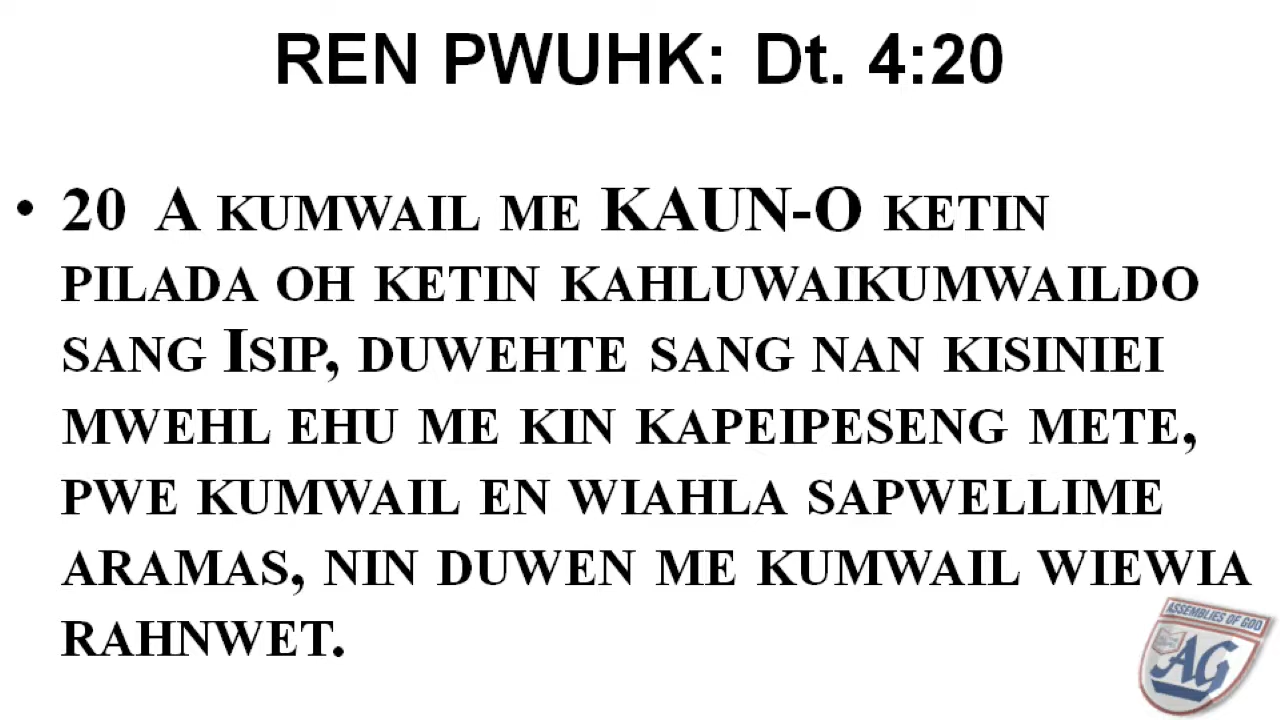 REN PWUHK: Dt. 4:20
• 20 A KUMWAIL ME KAUN-O KETIN
PILADA OH KETIN KAHLUWAIKUMWAILDO
SANG ISIP, DUWEHTE SANG NAN KISINIEI
MWEHL EHU ME KIN KAPEIPESENG METE,
PWE KUMWAIL EN WIAHLA SAPWELLIME
ARAMAS, NIN DUWEN ME KUMWAIL WIEWIA
RAHNWET.
ASSEMBLIES OF GOD
AG